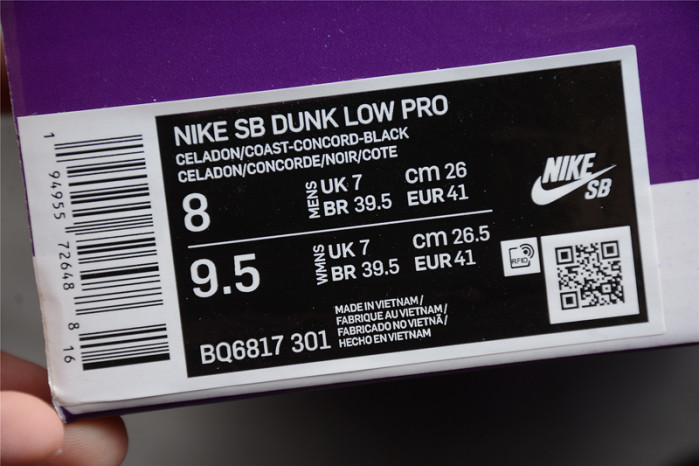 NIKE SB DUNK LOW PRO
CELADON/COAST-CONCORD-BLACK
CELADON/CONCORDE/NOIR/COTE
8
MENS
UK 7
BR 39.5
cm 26
EUR 41
9.5
WMNS
UK 7
BR 39.5
cm 26.5
EUR 41
NIKE
SB
RFID
BQ6817 301
MADE IN VIETNAM /
FABRIQUE AU VIETNAM /
FABRICADO NO VIETNÃ /
HECHO EN VIETNAM
1 94955 72648 8 16